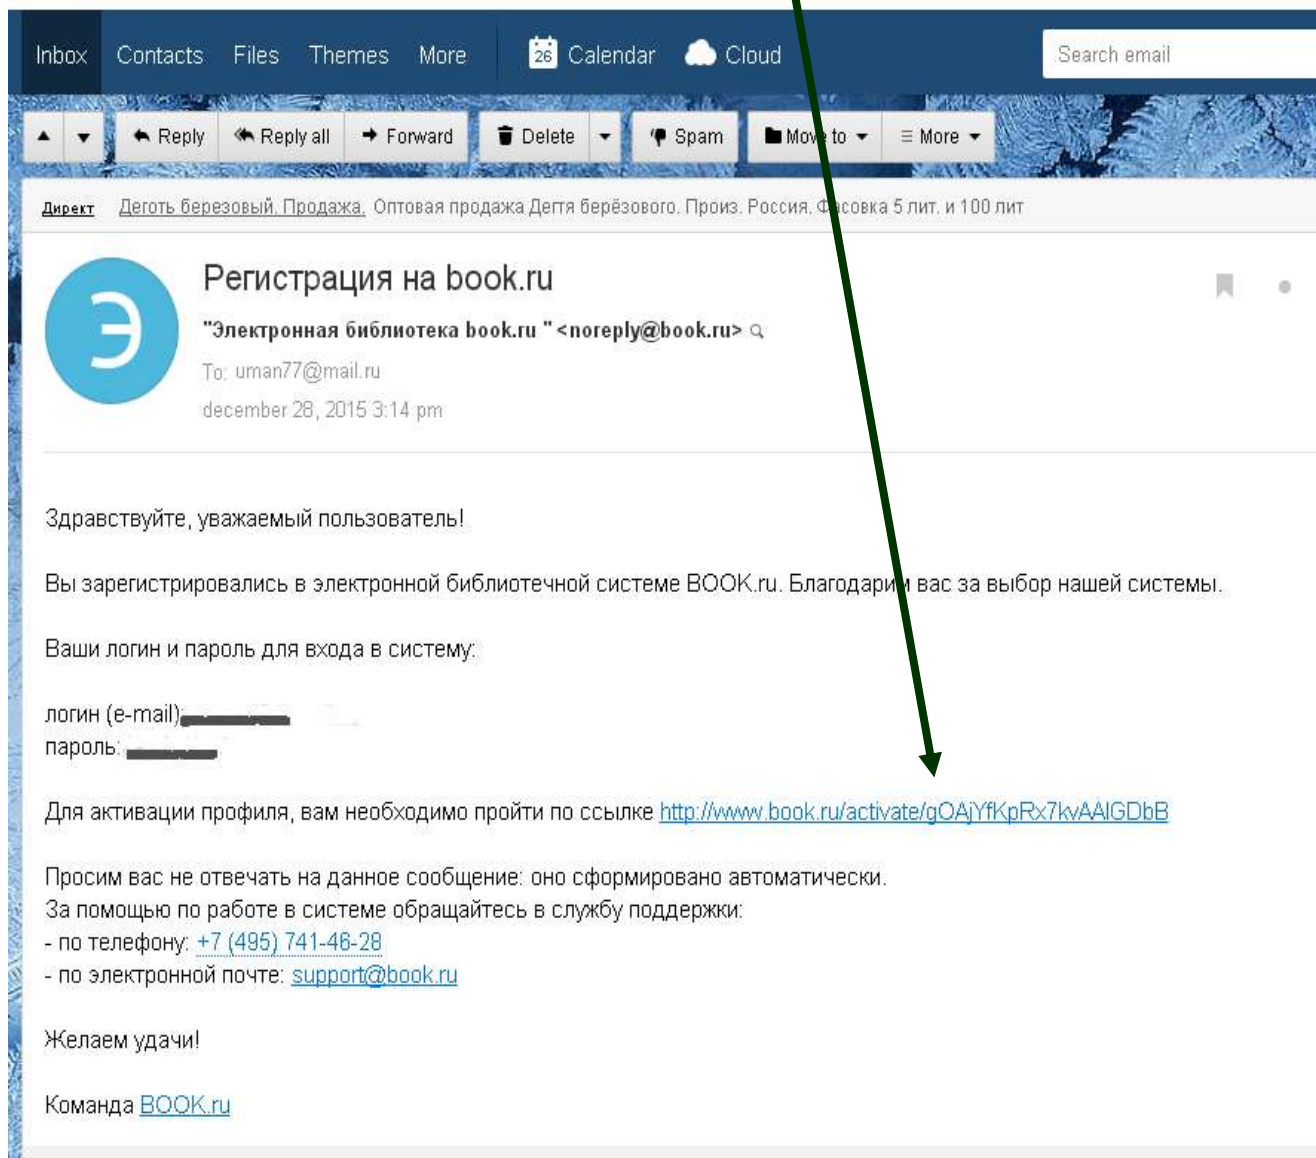 Inbox Contacts Files Themes More 26 Calendar Cloud Search email
Reply Reply all Forward Delete Spam Move to More
Директ Деготь березовый. Продажа. Оптовая продажа Дегтя берёзового. Произ. Россия. Фасовка 5 лит. и 100 лит
Э
Регистрация на book.ru
"Электронная библиотека book.ru " <noreply@book.ru>
To: uman77@mail.ru
december 28, 2015 3:14 pm
Здравствуйте, уважаемый пользователь!
Вы зарегистрировались в электронной библиотечной системе BOOK.ru. Благодарим вас за выбор нашей системы.
Ваши логин и пароль для входа в систему:
логин (e-mail):
пароль:
Для активации профиля, вам необходимо пройти по ссылке http://www.book.ru/activate/gOAjYfKpRx7kvAAlGDbB
Просим вас не отвечать на данное сообщение: оно сформировано автоматически.
За помощью по работе в системе обращайтесь в службу поддержки:
- по телефону: +7 (495) 741-46-28
- по электронной почте: support@book.ru
Желаем удачи!
Команда BOOK.ru